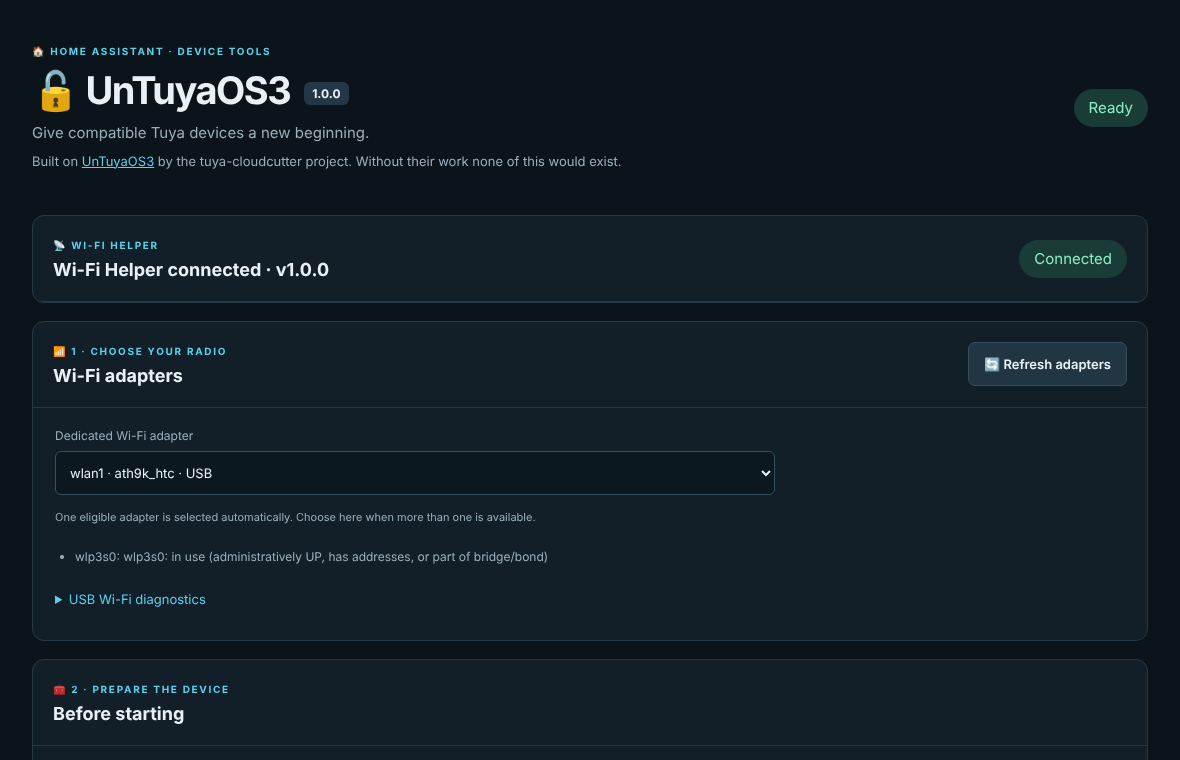 HOME ASSISTANT · DEVICE TOOLS
UnTuyaOS3 1.0.0
Ready
Give compatible Tuya devices a new beginning.
Built on UnTuyaOS3 by the tuya-cloudcutter project. Without their work none of this would exist.
WI-FI HELPER
Wi-Fi Helper connected · v1.0.0
Connected
1 · CHOOSE YOUR RADIO
Wi-Fi adapters
Refresh adapters
Dedicated Wi-Fi adapter
wlan1 · ath9k_htc · USB
One eligible adapter is selected automatically. Choose here when more than one is available.
• wlp3s0: wlp3s0: in use (administratively UP, has addresses, or part of bridge/bond)
USB Wi-Fi diagnostics
2 · PREPARE THE DEVICE
Before starting